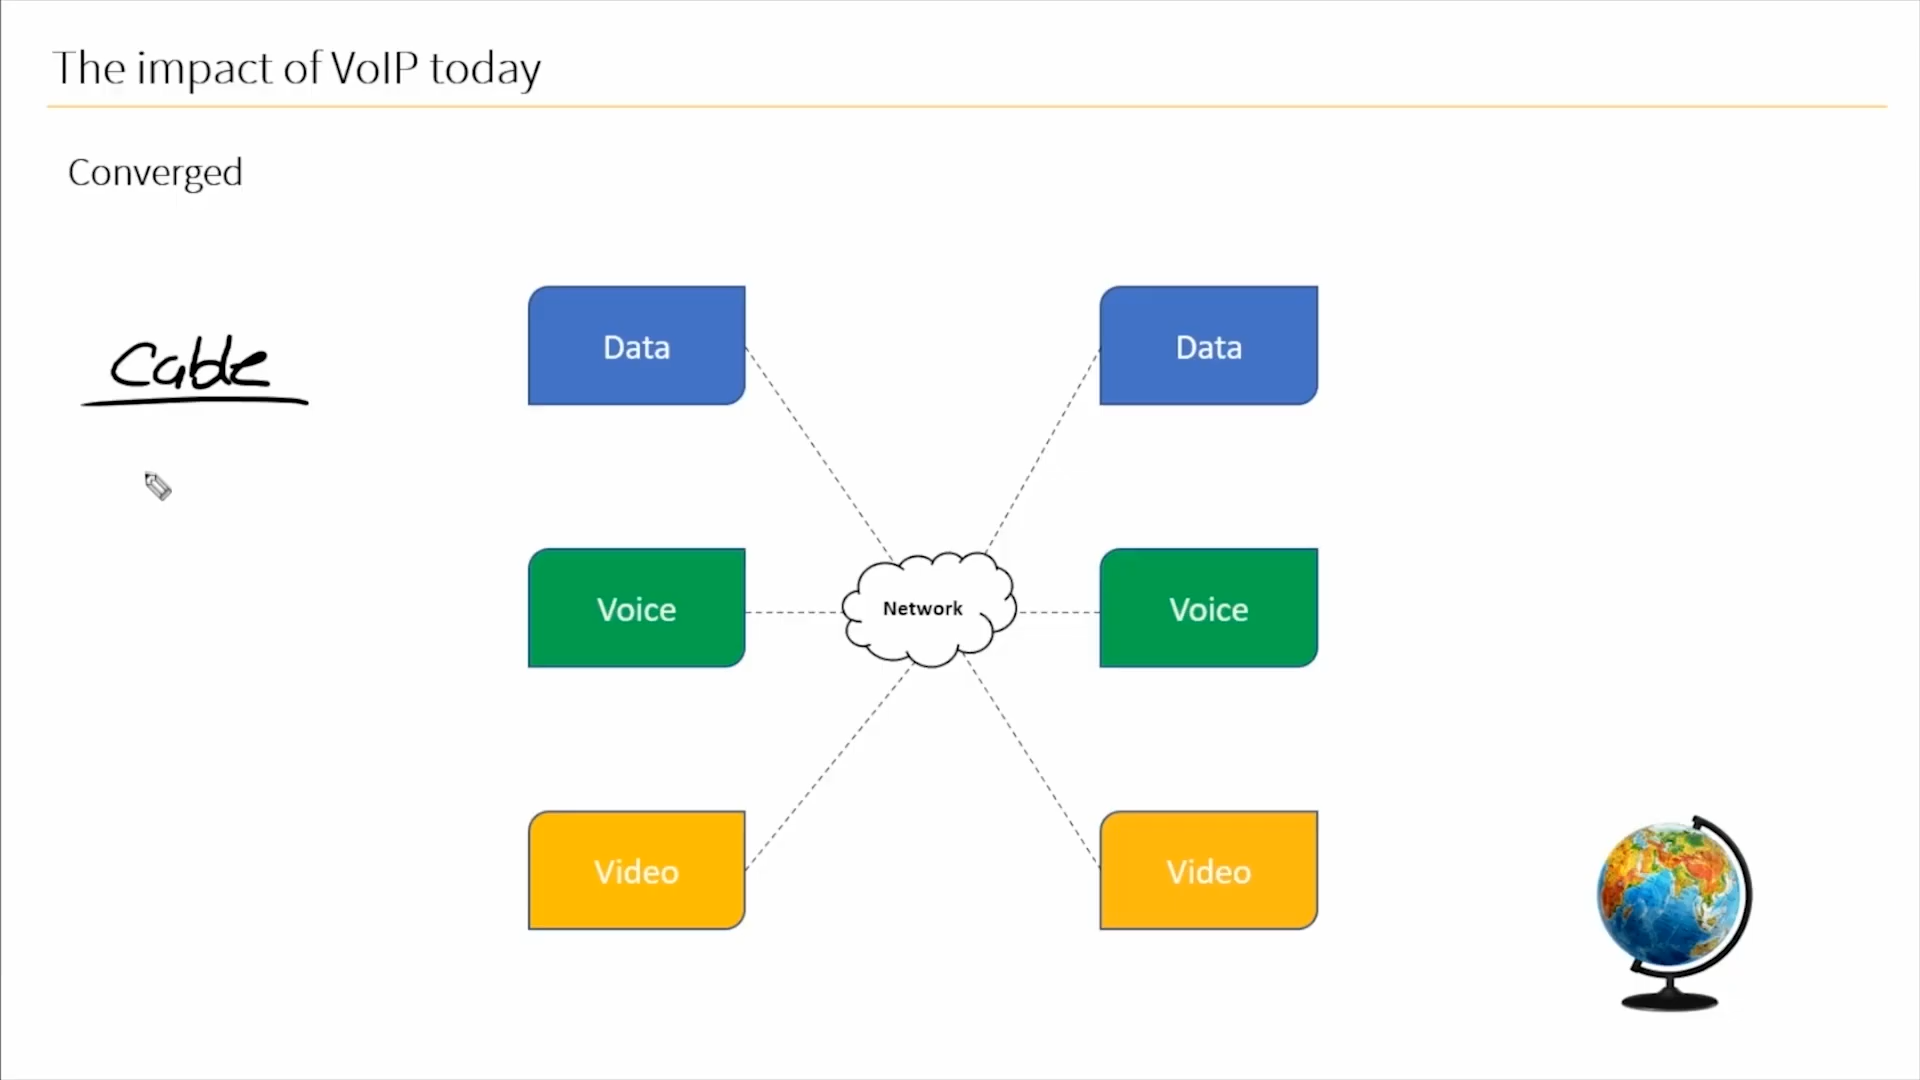 The impact of VoIP today
Converged
Cable
Data
Data
Voice
Network
Voice
Video
Video